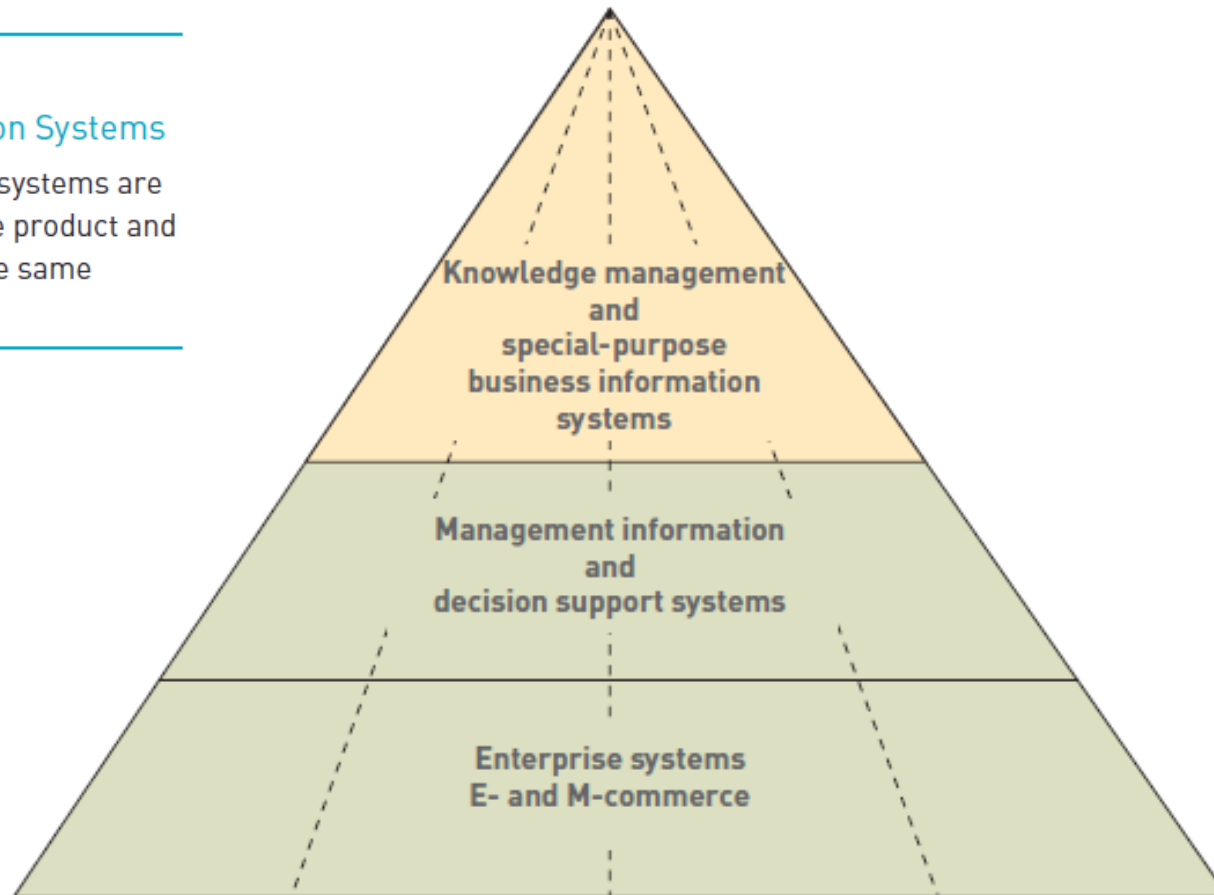 on Systems
systems are
e product and
e same
Knowledge management
and
special-purpose
business information
systems
Management information
and
decision support systems
Enterprise systems
E- and M-commerce